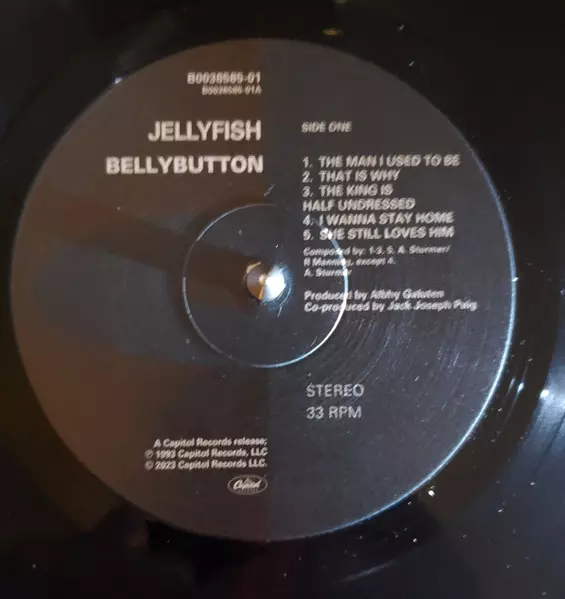 B0038585-01
B0038585-01A
JELLYFISH
BELLYBUTTON
SIDE ONE
1. THE MAN I USED TO BE
2. THAT IS WHY
3. THE KING IS
HALF UNDRESSED
4. I WANNA STAY HOME
5. SHE STILL LOVES HIM
Composed by: 1-3, 5, A. Sturmer/
R Manning, except 4,
A. Sturmer
Produced by Albhy Galuten
Co-produced by Jack Joseph Puig
STEREO
33 RPM
A Capitol Records release;
℗ 1993 Capitol Records, LLC
© 2023 Capitol Records LLC.
Capitol